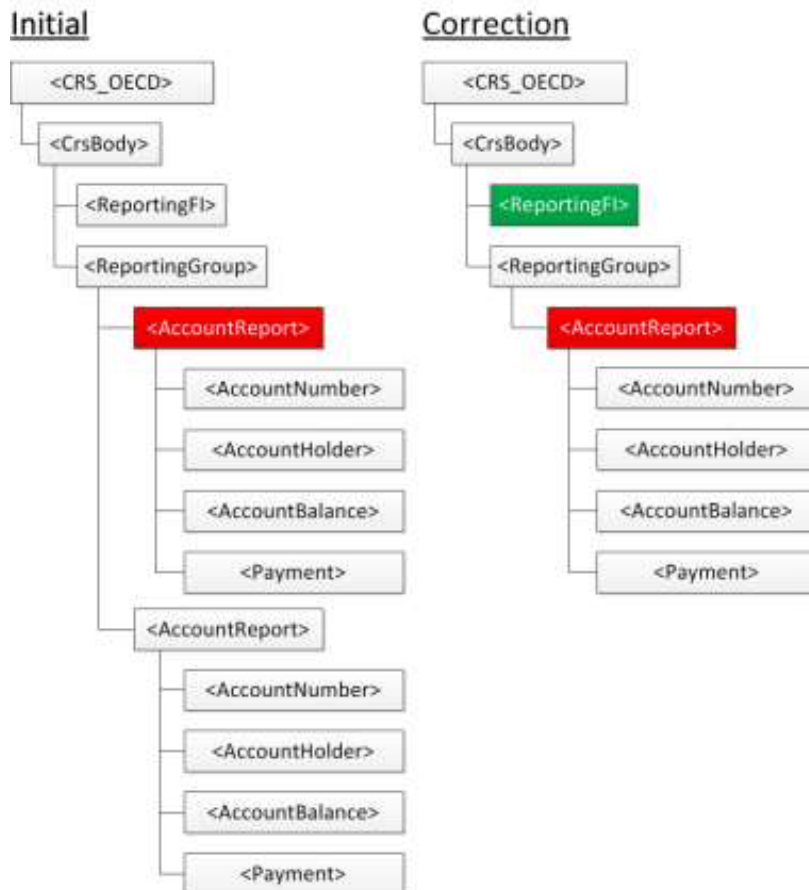 Initial
<CRS_OECD>
<CrsBody>
<ReportingFI>
<ReportingGroup>
<AccountReport>
<AccountNumber>
<AccountHolder>
<AccountBalance>
<Payment>
<AccountReport>
<AccountNumber>
<AccountHolder>
<AccountBalance>
<Payment>
Correction
<CRS_OECD>
<CrsBody>
<ReportingFI>
<ReportingGroup>
<AccountReport>
<AccountNumber>
<AccountHolder>
<AccountBalance>
<Payment>